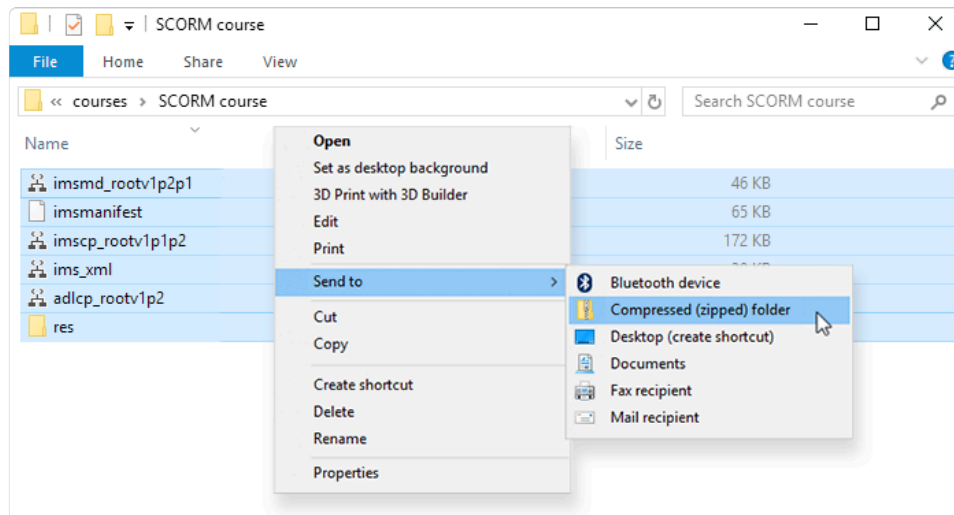 SCORM course
File Home Share View
« courses > SCORM course
Search SCORM course
Name
Size
imsmd_rootv1p2p1
46 KB
imsmanifest
65 KB
imscp_rootv1p1p2
172 KB
ims_xml
adlcp_rootv1p2
res
Open
Set as desktop background
3D Print with 3D Builder
Edit
Print
Send to
Cut
Copy
Create shortcut
Delete
Rename
Properties
Bluetooth device
Compressed (zipped) folder
Desktop (create shortcut)
Documents
Fax recipient
Mail recipient